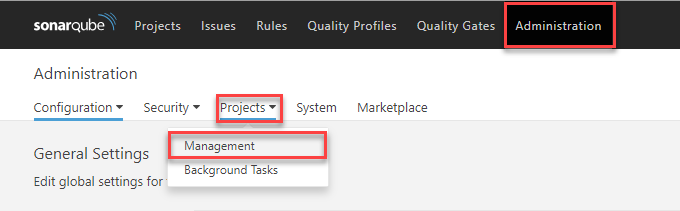 sonarqube Projects Issues Rules Quality Profiles Quality Gates Administration
Administration
Configuration Security Projects System Marketplace
Management
General Settings
Background Tasks
Edit global settings for